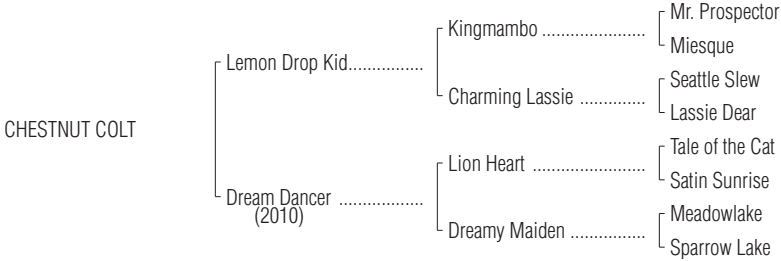 Mr. Prospector
Kingmambo ......................
Miesque
Lemon Drop Kid................
Seattle Slew
Charming Lassie ..............
Lassie Dear
CHESTNUT COLT
Tale of the Cat
Lion Heart ........................
Satin Sunrise
Dream Dancer ..................
(2010)
Meadowlake
Dreamy Maiden ................
Sparrow Lake